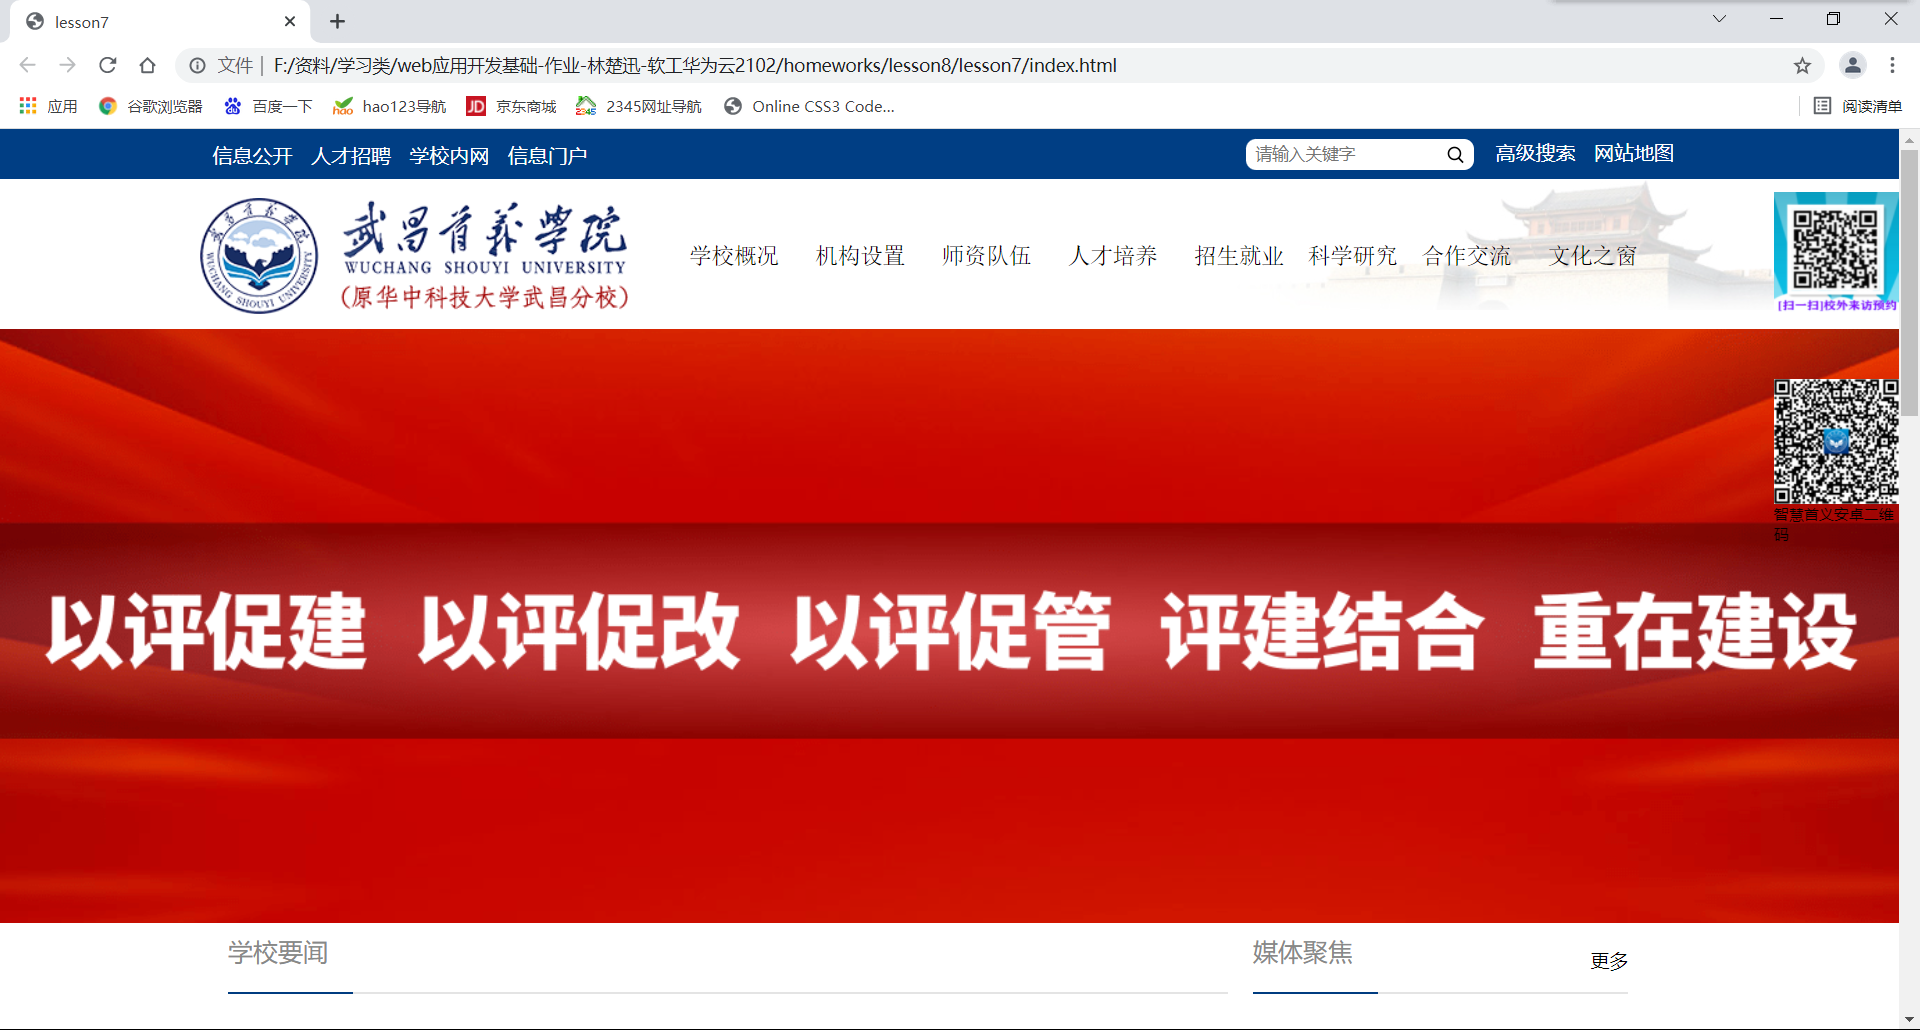 lesson7
文件 F:/资料/学习类/web应用开发基础-作业-林楚迅-软工华为云2102/homeworks/lesson8/lesson7/index.html
应用 谷歌浏览器 百度一下 hao123导航 京东商城 2345网址导航 Online CSS3 Code... 阅读清单
信息公开 人才招聘 学校内网 信息门户 请输入关键字 高级搜索 网站地图
武昌首义学院
WUCHANG SHOUYI UNIVERSITY
(原华中科技大学武昌分校)
学校概况 机构设置 师资队伍 人才培养 招生就业 科学研究 合作交流 文化之窗
[扫一扫]校外来访预约
智慧首义安卓二维
码
以评促建 以评促改 以评促管 评建结合 重在建设
学校要闻 媒体聚焦 更多